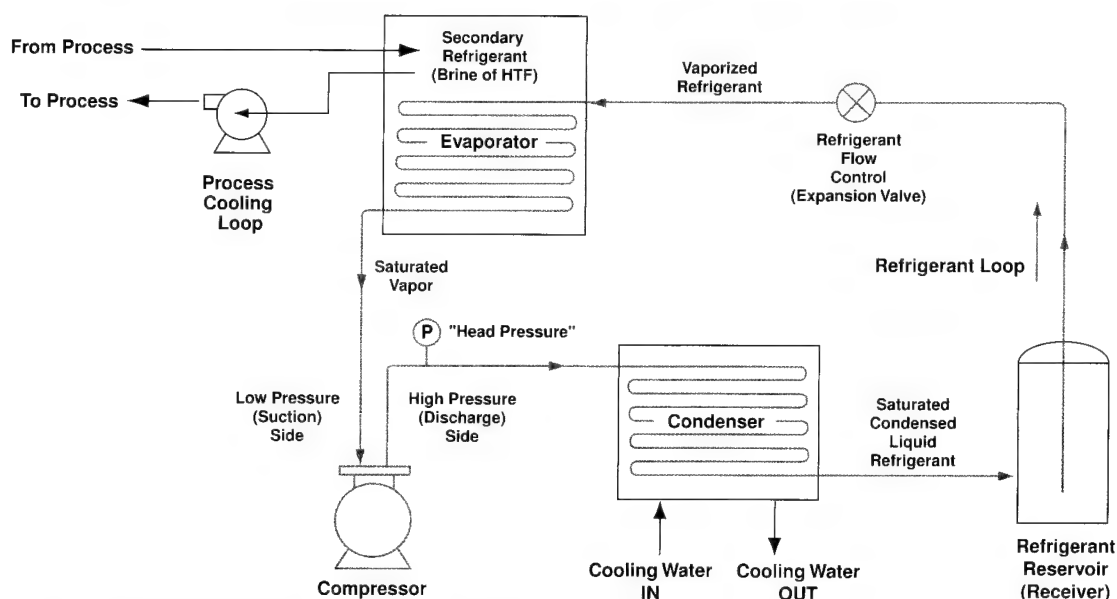 From Process
To Process
Process
Cooling
Loop
Secondary
Refrigerant
(Brine of HTF)
Evaporator
Vaporized
Refrigerant
Refrigerant
Flow
Control
(Expansion Valve)
Refrigerant Loop
Saturated
Vapor
P
"Head Pressure"
Low Pressure
(Suction)
Side
High Pressure
(Discharge)
Side
Condenser
Saturated
Condensed
Liquid
Refrigerant
Compressor
Cooling Water
IN
Cooling Water
OUT
Refrigerant
Reservoir
(Receiver)